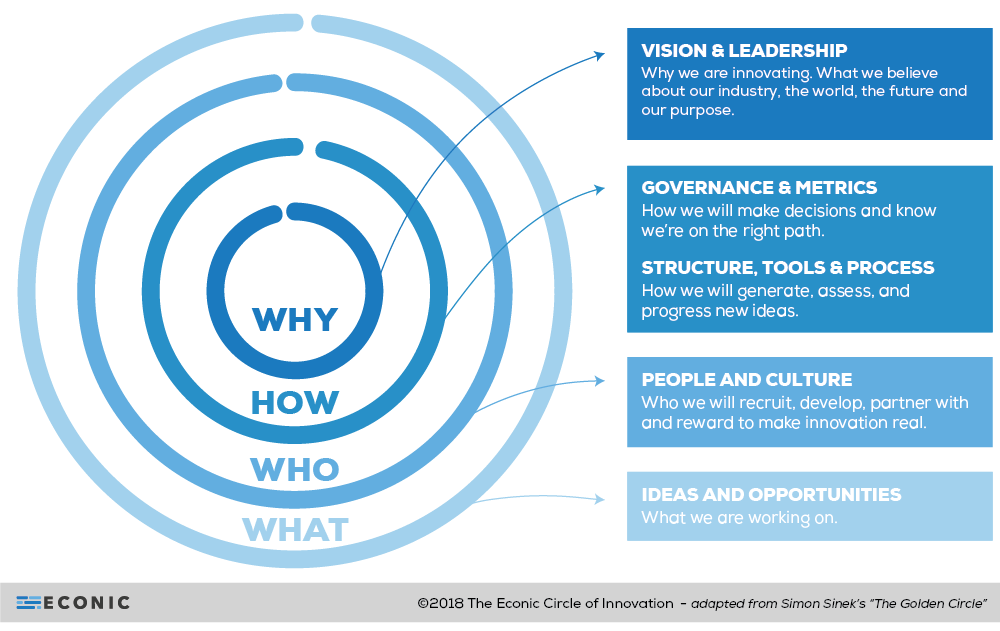 WHY
HOW
WHO
WHAT
VISION & LEADERSHIP
Why we are innovating. What we believe
about our industry, the world, the future and
our purpose.
GOVERNANCE & METRICS
How we will make decisions and know
we're on the right path.
STRUCTURE, TOOLS & PROCESS
How we will generate, assess, and
progress new ideas.
PEOPLE AND CULTURE
Who we will recruit, develop, partner with
and reward to make innovation real.
IDEAS AND OPPORTUNITIES
What we are working on.
ECONIC
©2018 The Econic Circle of Innovation - adapted from Simon Sinek's "The Golden Circle"